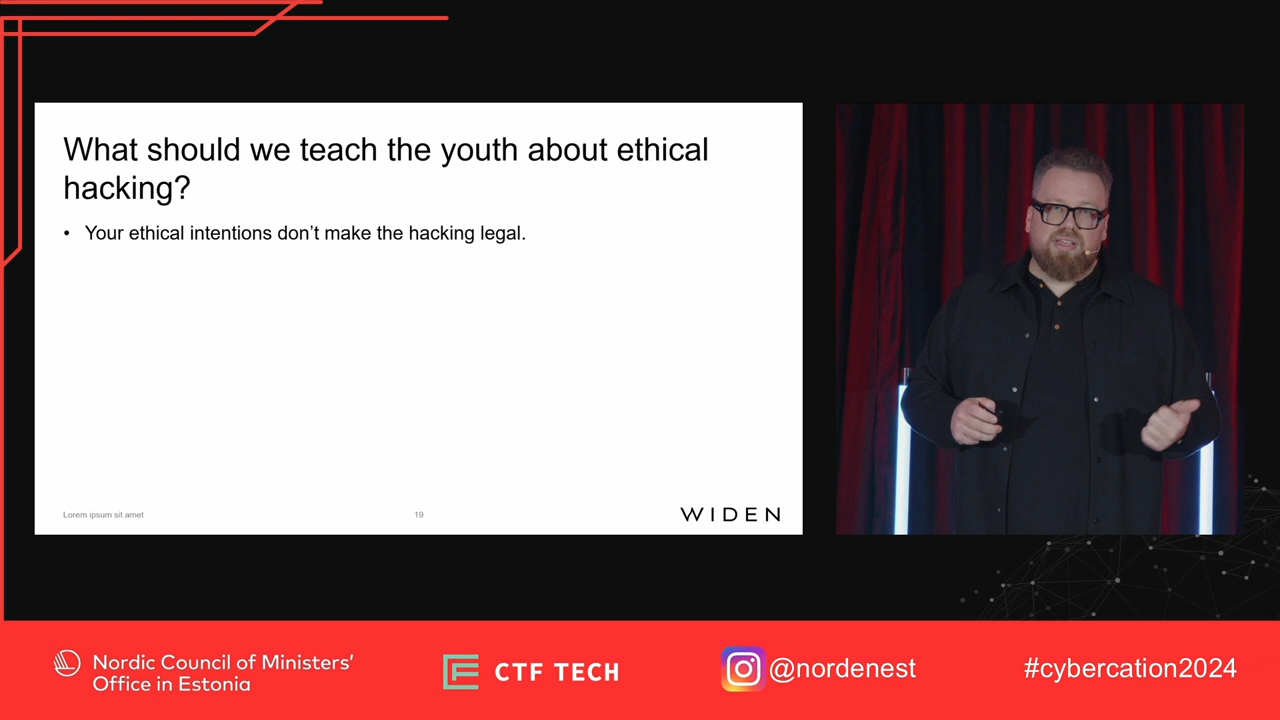 What should we teach the youth about ethical
hacking?
• Your ethical intentions don’t make the hacking legal.
Lorem ipsum sit amet
19
WIDEN
Nordic Council of Ministers’
Office in Estonia
CTF TECH
@nordenest
#cybercation2024